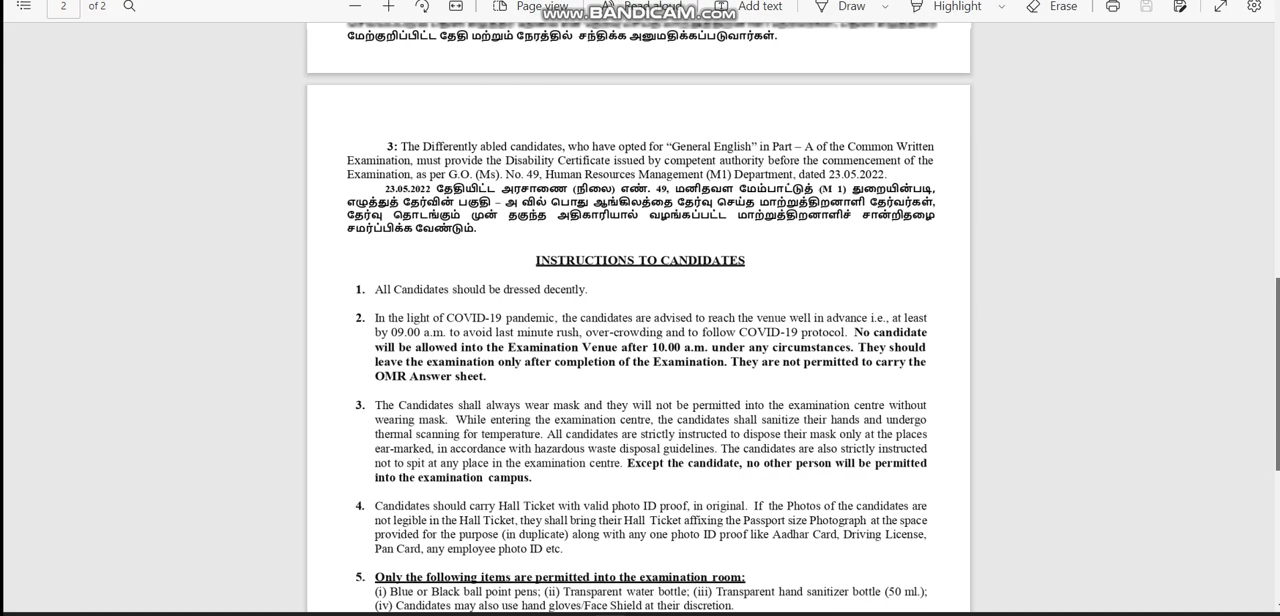 2 of 2 Page view Read aloud Add text Draw Highlight Erase
www.BANDICAM.com
மேற்குறிப்பிட்ட தேதி மற்றும் நேரத்தில் சந்திக்க அனுமதிக்கப்படுவார்கள்.
3: The Differently abled candidates, who have opted for “General English” in Part – A of the Common Written
Examination, must provide the Disability Certificate issued by competent authority before the commencement of the
Examination, as per G.O. (Ms). No. 49, Human Resources Management (M1) Department, dated 23.05.2022.
23.05.2022 தேதியிட்ட அரசாணை (நிலை) எண். 49, மனிதவள மேம்பாட்டுத் (M 1) துறையின்படி,
எழுத்துத் தேர்வின் பகுதி – அ வில் பொது ஆங்கிலத்தை தேர்வு செய்த மாற்றுத்திறனாளி தேர்வர்கள்,
தேர்வு தொடங்கும் முன் தகுந்த அதிகாரியால் வழங்கப்பட்ட மாற்றுத்திறனாளிச் சான்றிதழை
சமர்ப்பிக்க வேண்டும்.
INSTRUCTIONS TO CANDIDATES
1. All Candidates should be dressed decently.
2. In the light of COVID-19 pandemic, the candidates are advised to reach the venue well in advance i.e., at least
by 09.00 a.m. to avoid last minute rush, over-crowding and to follow COVID-19 protocol. No candidate
will be allowed into the Examination Venue after 10.00 a.m. under any circumstances. They should
leave the examination only after completion of the Examination. They are not permitted to carry the
OMR Answer sheet.
3. The Candidates shall always wear mask and they will not be permitted into the examination centre without
wearing mask. While entering the examination centre, the candidates shall sanitize their hands and undergo
thermal scanning for temperature. All candidates are strictly instructed to dispose their mask only at the places
ear-marked, in accordance with hazardous waste disposal guidelines. The candidates are also strictly instructed
not to spit at any place in the examination centre. Except the candidate, no other person will be permitted
into the examination campus.
4. Candidates should carry Hall Ticket with valid photo ID proof, in original. If the Photos of the candidates are
not legible in the Hall Ticket, they shall bring their Hall Ticket affixing the Passport size Photograph at the space
provided for the purpose (in duplicate) along with any one photo ID proof like Aadhar Card, Driving License,
Pan Card, any employee photo ID etc.
5. Only the following items are permitted into the examination room:
(i) Blue or Black ball point pens; (ii) Transparent water bottle; (iii) Transparent hand sanitizer bottle (50 ml.);
(iv) Candidates may also use hand gloves/Face Shield at their discretion.